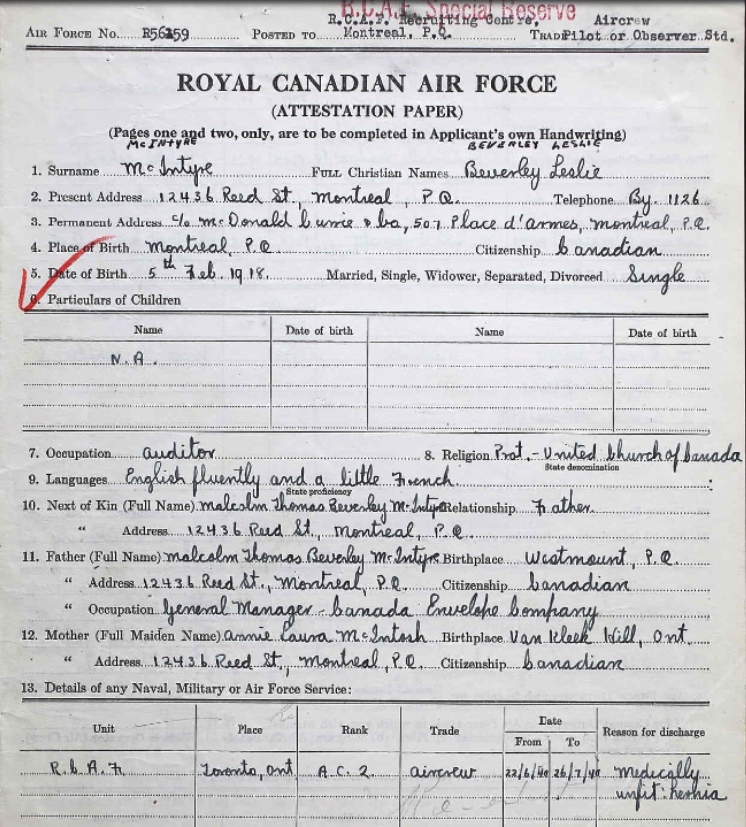 R.C.A.F. Special Reserve
R.C.A.F. Recruiting Centre, Aircrew
AIR FORCE No. R56159 POSTED TO Montreal, P.Q. TRADE Pilot or Observer Std.
ROYAL CANADIAN AIR FORCE
(ATTESTATION PAPER)
(Pages one and two, only, are to be completed in Applicant's own Handwriting)
McINTYRE BEVERLEY LESLIE
1. Surname McIntyre FULL Christian Names Beverley Leslie
2. Present Address 12436 Reed St., Montreal, P.Q. Telephone By. 1126
3. Permanent Address c/o McDonald Currie & Co, 507 Place d'armes, Montreal, P.Q.
4. Place of Birth Montreal, P.Q Citizenship Canadian
5. Date of Birth 5th Feb. 1918. Married, Single, Widower, Separated, Divorced Single
6. Particulars of Children
Name Date of birth Name Date of birth
N.A.
7. Occupation auditor 8. Religion Prot. - United Church of Canada
State denomination
9. Languages English fluently and a little French
State proficiency
10. Next of Kin (Full Name) Malcolm Thomas Beverley McIntyre Relationship Father
" Address 12436 Reed St., Montreal, P.Q.
11. Father (Full Name) Malcolm Thomas Beverley McIntyre Birthplace Westmount, P.Q.
" Address 12436 Reed St., Montreal, P.Q. Citizenship Canadian
" Occupation General Manager - Canada Envelope Company
12. Mother (Full Maiden Name) Annie Laura McIntosh Birthplace Van Kleek Hill, Ont.
" Address 12436 Reed St., Montreal, P.Q. Citizenship Canadian
13. Details of any Naval, Military or Air Force Service:
Unit Place Rank Trade Date Reason for discharge
From To
R.C.A.F. Toronto, Ont A.C.2. aircrew 22/6/40 26/7/40 medically
unfit: hernia